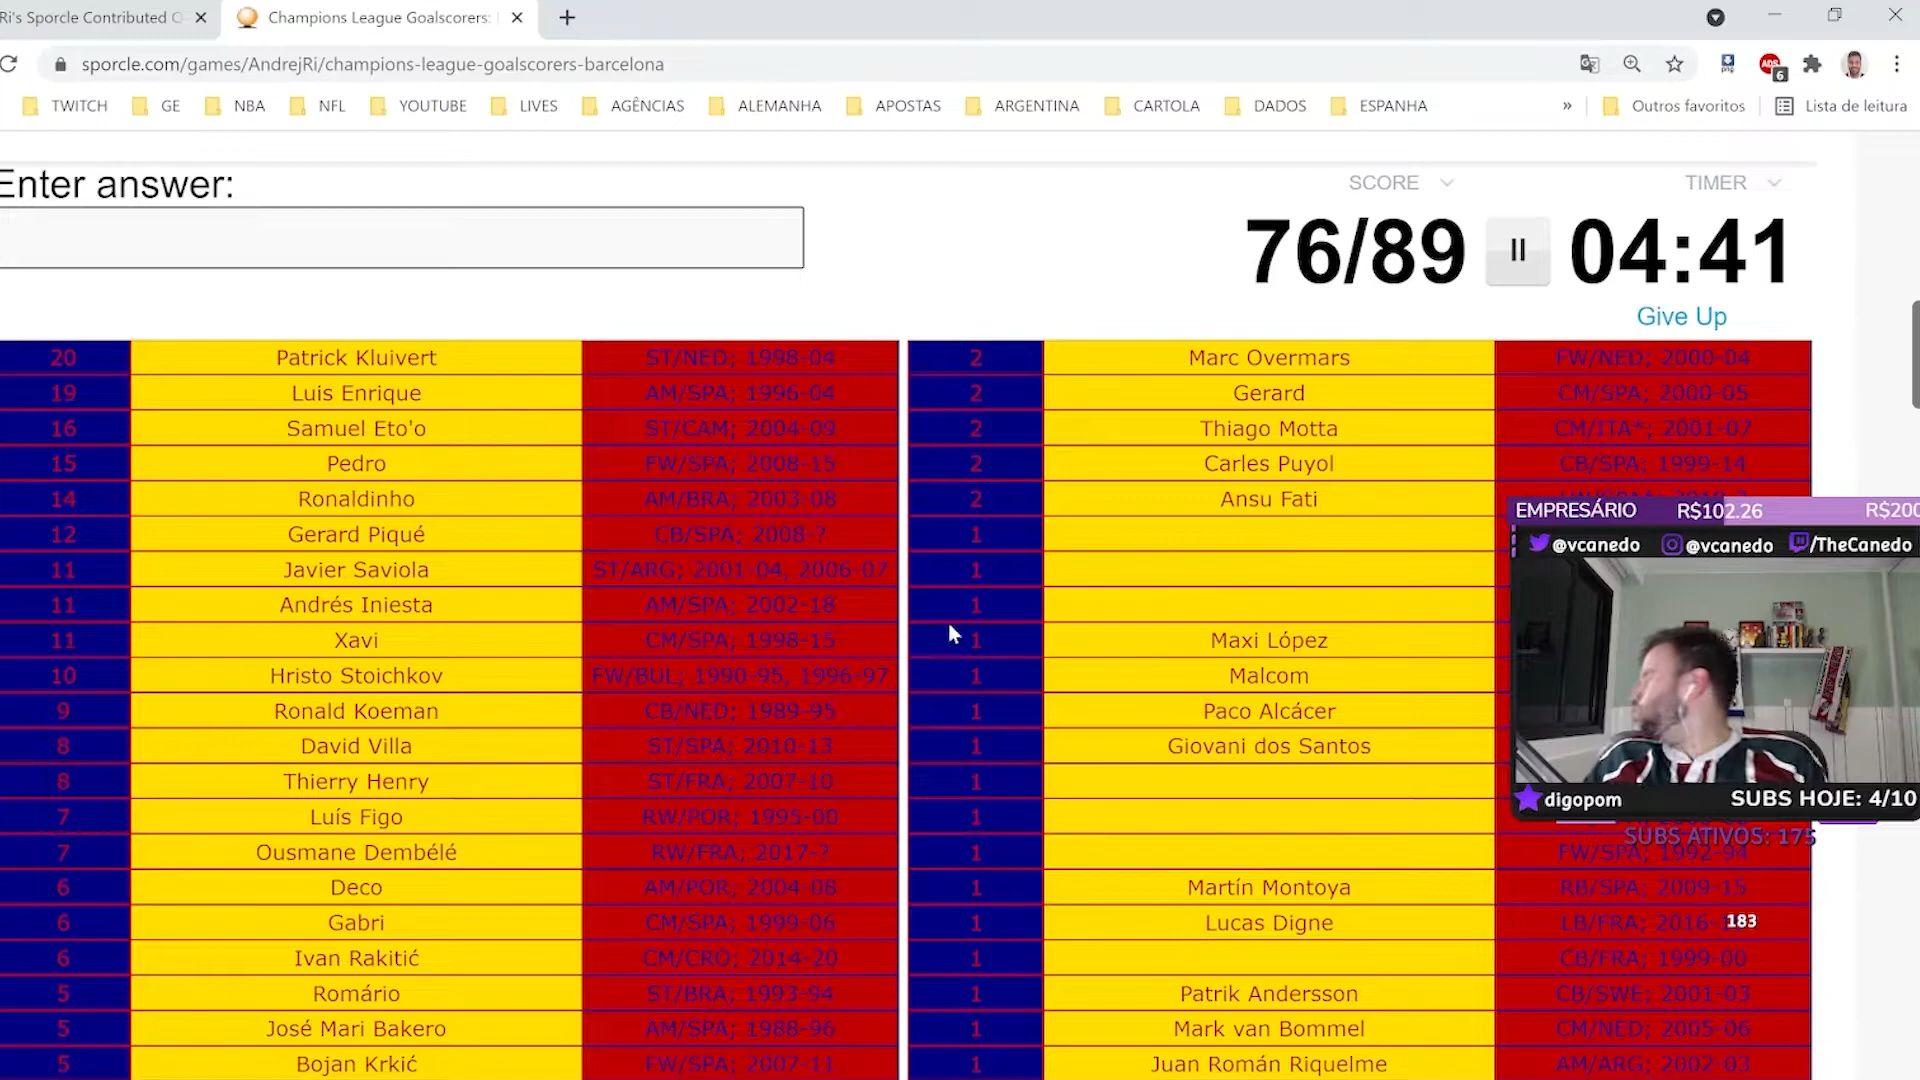 Ri's Sporcle Contributed Q
Champions League Goalscorers:
sporcle.com/games/AndrejRi/champions-league-goalscorers-barcelona
TWITCH GE NBA NFL YOUTUBE LIVES AGÊNCIAS ALEMANHA APOSTAS ARGENTINA CARTOLA DADOS ESPANHA » Outros favoritos Lista de leitura
ADS 6
Enter answer:
SCORE TIMER
76/89 04:41
Give Up
20 Patrick Kluivert ST/NED; 1998-04 2 Marc Overmars FW/NED; 2000-04
19 Luis Enrique AM/SPA; 1996-04 2 Gerard CM/SPA; 2000-05
16 Samuel Eto'o ST/CAM; 2004-09 2 Thiago Motta CM/ITA*; 2001-07
15 Pedro FW/SPA; 2008-15 2 Carles Puyol CB/SPA; 1999-14
14 Ronaldinho AM/BRA; 2003-08 2 Ansu Fati
12 Gerard Piqué CB/SPA; 2008-? 1
11 Javier Saviola ST/ARG; 2001-04, 2006-07 1
11 Andrés Iniesta AM/SPA; 2002-18 1
11 Xavi CM/SPA; 1998-15 1 Maxi López
10 Hristo Stoichkov FW/BUL; 1990-95, 1996-97 1 Malcom
9 Ronald Koeman CB/NED; 1989-95 1 Paco Alcácer
8 David Villa ST/SPA; 2010-13 1 Giovani dos Santos
8 Thierry Henry ST/FRA; 2007-10 1
7 Luís Figo RW/POR; 1995-00 1
7 Ousmane Dembélé RW/FRA; 2017-? 1 FW/SPA; 1992-94
6 Deco AM/POR; 2004-08 1 Martín Montoya RB/SPA; 2009-15
6 Gabri CM/SPA; 1999-06 1 Lucas Digne LB/FRA; 2016-
6 Ivan Rakitić CM/CRO; 2014-20 1 CB/FRA; 1999-00
5 Romário ST/BRA; 1993-94 1 Patrik Andersson CB/SWE; 2001-03
5 José Mari Bakero AM/SPA; 1988-96 1 Mark van Bommel CM/NED; 2005-06
5 Bojan Krkić FW/SPA; 2007-11 1 Juan Román Riquelme AM/ARG; 2002-03
EMPRESÁRIO R$102.26 R$200
@vcanedo @vcanedo /TheCanedo
digopom SUBS HOJE: 4/10
SUBS ATIVOS: 175
183